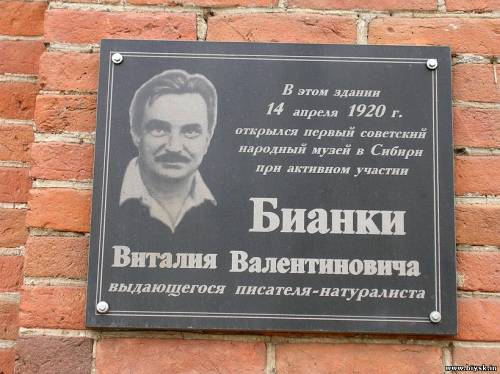 В этом здании
14 апреля 1920 г.
открылся первый советский
народный музей в Сибири
при активном участии
Бианки
Виталия Валентиновича
выдающегося писателя-натуралиста
www.biysk.in